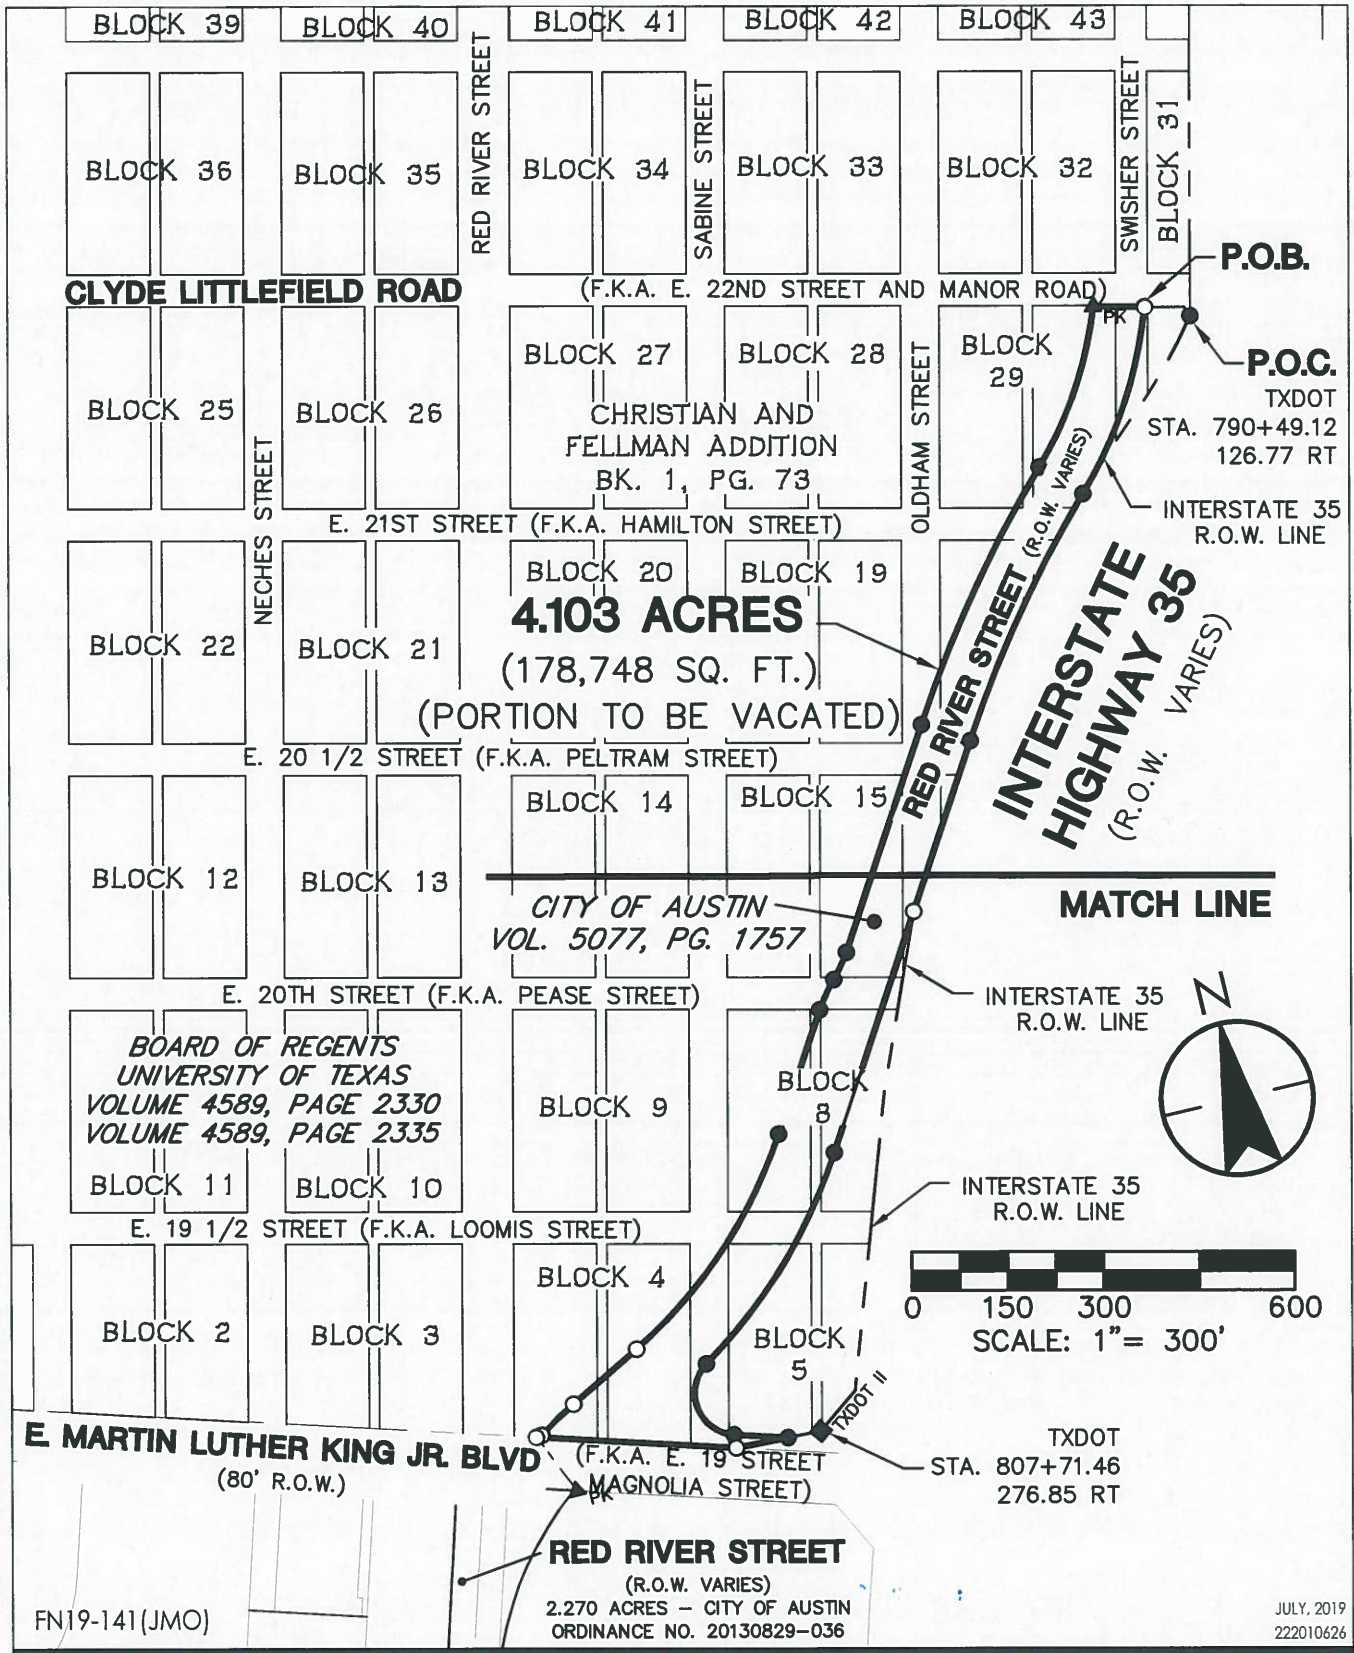 BLOCK 39
BLOCK 40
RED RIVER STREET
BLOCK 41
BLOCK 42
BLOCK 43
SWISHER STREET
BLOCK 31
BLOCK 36
BLOCK 35
BLOCK 34
SABINE STREET
BLOCK 33
BLOCK 32
P.O.B.
CLYDE LITTLEFIELD ROAD
(F.K.A. E. 22ND STREET AND MANOR ROAD)
PK
BLOCK 27
BLOCK 28
OLDHAM STREET
BLOCK
29
P.O.C.
TXDOT
STA. 790+49.12
126.77 RT
BLOCK 25
BLOCK 26
CHRISTIAN AND
FELLMAN ADDITION
BK. 1, PG. 73
NECHES STREET
INTERSTATE 35
R.O.W. LINE
E. 21ST STREET (F.K.A. HAMILTON STREET)
RED RIVER STREET (R.O.W. VARIES)
INTERSTATE
HIGHWAY 35
(R.O.W. VARIES)
BLOCK 20
BLOCK 19
4.103 ACRES
(178,748 SQ. FT.)
(PORTION TO BE VACATED)
BLOCK 22
BLOCK 21
E. 20 1/2 STREET (F.K.A. PELTRAM STREET)
BLOCK 14
BLOCK 15
BLOCK 12
BLOCK 13
MATCH LINE
CITY OF AUSTIN
VOL. 5077, PG. 1757
E. 20TH STREET (F.K.A. PEASE STREET)
INTERSTATE 35
R.O.W. LINE
N
BOARD OF REGENTS
UNIVERSITY OF TEXAS
VOLUME 4589, PAGE 2330
VOLUME 4589, PAGE 2335
BLOCK 9
BLOCK
8
BLOCK 11
BLOCK 10
INTERSTATE 35
R.O.W. LINE
E. 19 1/2 STREET (F.K.A. LOOMIS STREET)
BLOCK 4
BLOCK 2
BLOCK 3
BLOCK
5
0 150 300 600
SCALE: 1"= 300'
TXDOT II
E. MARTIN LUTHER KING JR. BLVD
(80' R.O.W.)
(F.K.A. E. 19 STREET
MAGNOLIA STREET)
PK
TXDOT
STA. 807+71.46
276.85 RT
RED RIVER STREET
(R.O.W. VARIES)
2.270 ACRES – CITY OF AUSTIN
ORDINANCE NO. 20130829–036
FN19-141(JMO)
JULY, 2019
222010626